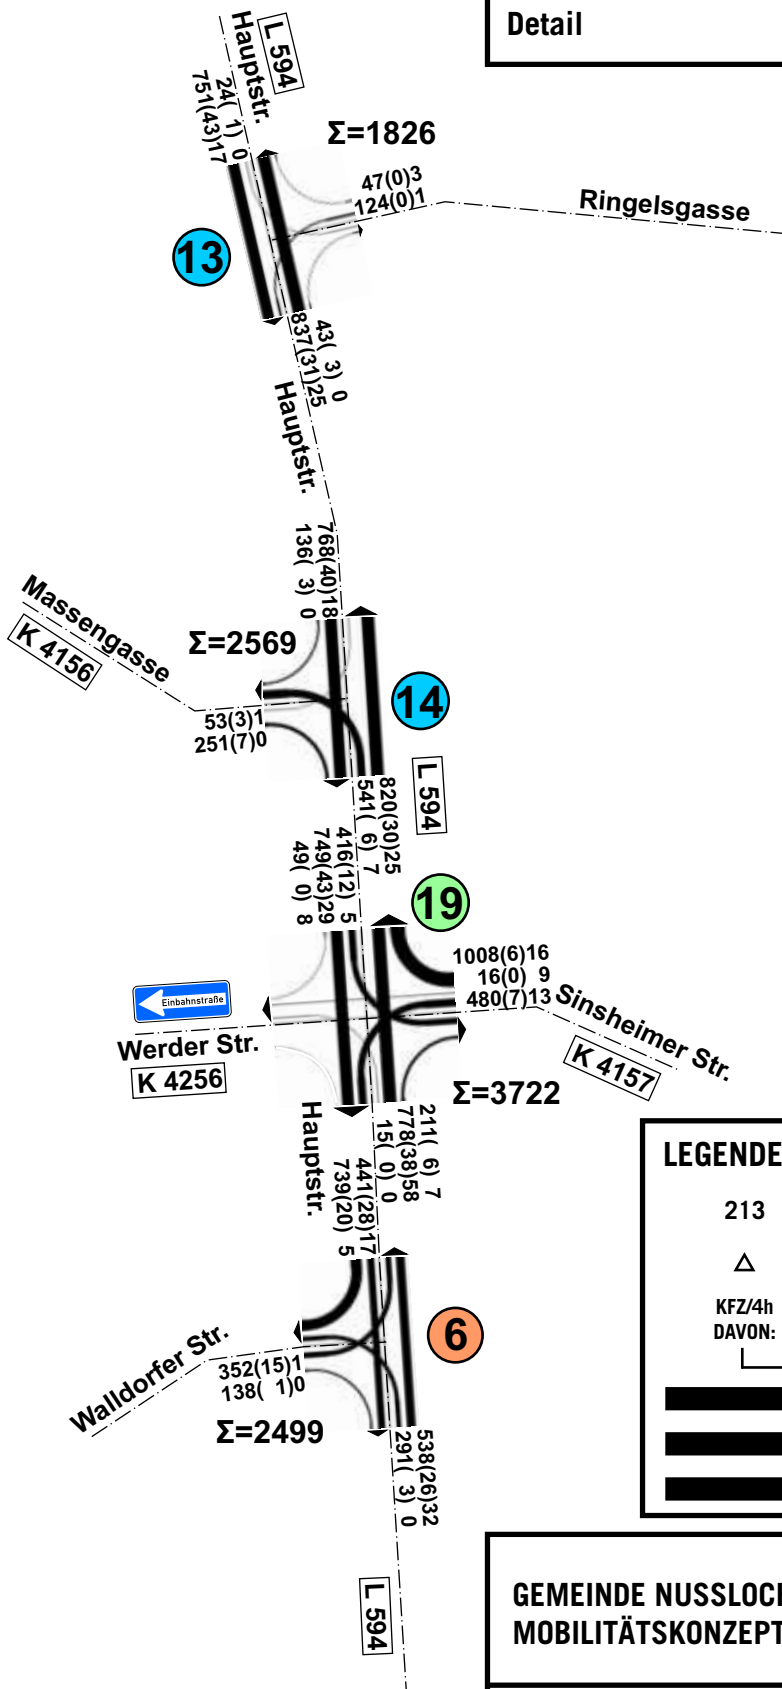 Detail
Hauptstr.
L 594
24( 1) 0
751(43)17
Σ=1826
47(0)3
124(0)1
Ringelsgasse
13
43( 3) 0
837(31)25
Hauptstr.
768(40)18
136( 3) 0
Massengasse
K 4156
Σ=2569
14
53(3)1
251(7)0
L 594
820(30)25
541( 6) 7
416(12) 5
749(43)29
49( 0) 8
19
1008(6)16
16(0) 9
480(7)13
Einbahnstraße
Sinsheimer Str.
Werder Str.
K 4256
K 4157
Σ=3722
Hauptstr.
211( 6) 7
778(38)58
15( 0) 0
LEGENDE
441(28)17
739(20) 5
213
KFZ/4h
DAVON:
6
Walldorfer Str.
352(15)1
138( 1)0
Σ=2499
538(26)32
291( 3) 0
L 594
GEMEINDE NUSSLOCH
MOBILITÄTSKONZEPT